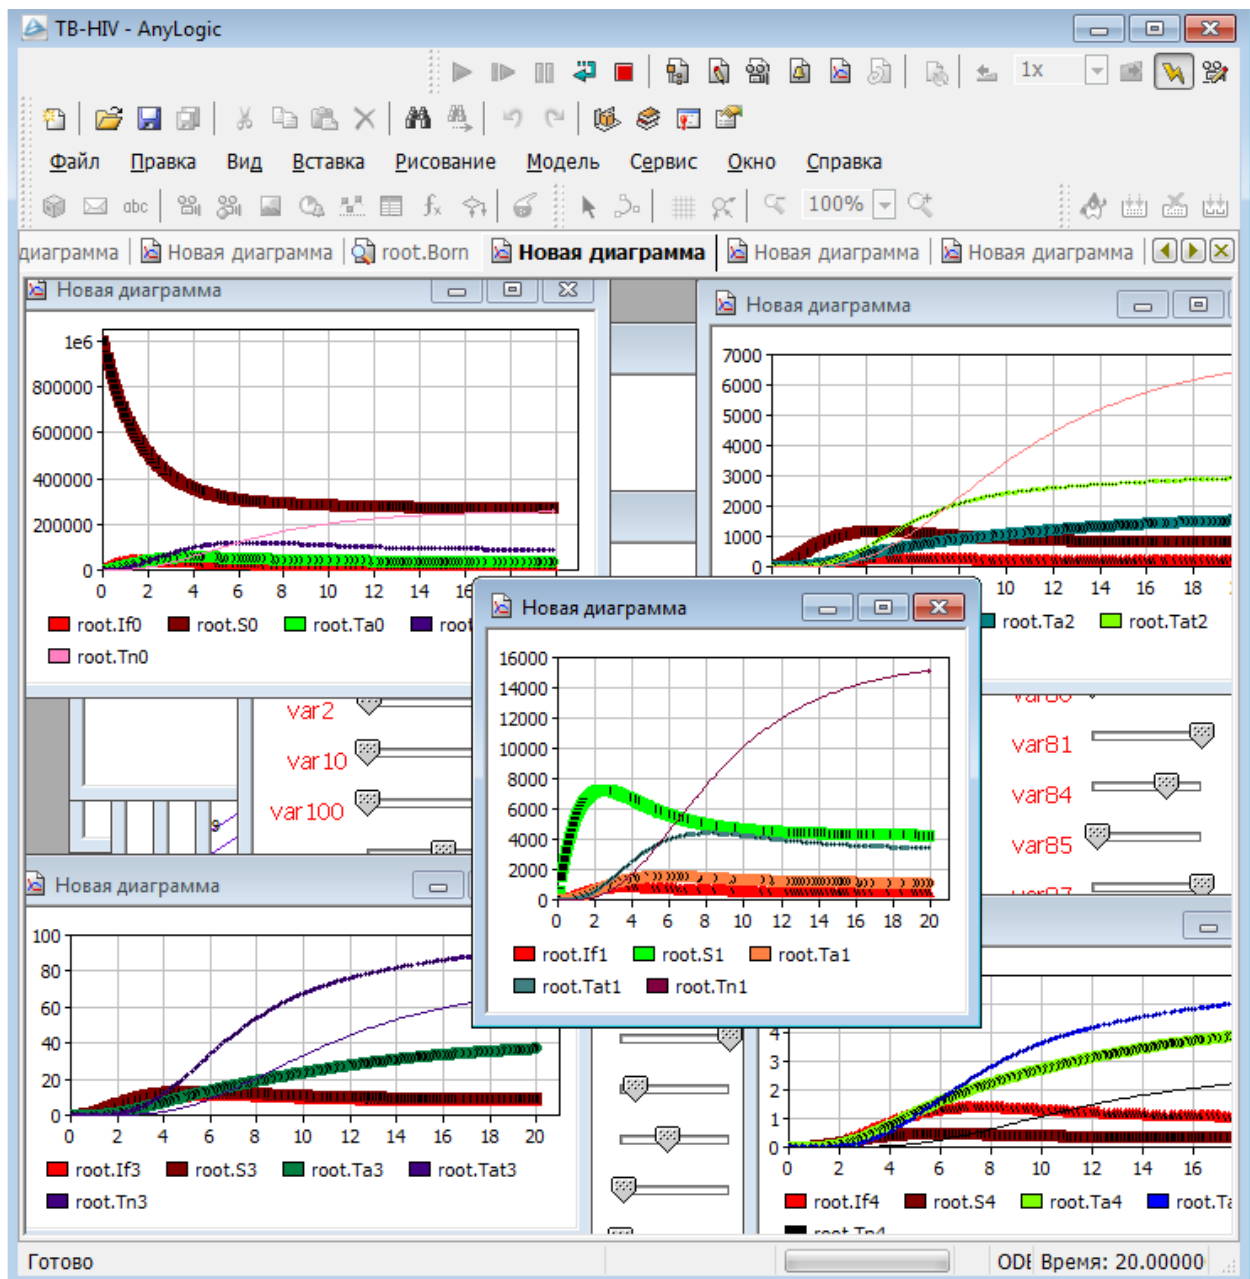 TB-HIV - AnyLogic
1x
Файл Правка Вид Вставка Рисование Модель Сервис Окно Справка
abc fx 100%
диаграмма Новая диаграмма root.Born Новая диаграмма Новая диаграмма Новая диаграмма
Новая диаграмма
1e6
800000
600000
400000
200000
0
0 2 4 6 8 10 12 14 16
root.If0 root.S0 root.Ta0 root
root.Tn0
Новая диаграмма
7000
6000
5000
4000
3000
2000
1000
0
10 12 14 16 18
root.Ta2 root.Tat2
var2
var10
var100
9
Новая диаграмма
16000
14000
12000
10000
8000
6000
4000
2000
0
0 2 4 6 8 10 12 14 16 18 20
root.If1 root.S1 root.Ta1
root.Tat1 root.Tn1
var81
var84
var85
Новая диаграмма
100
80
60
40
20
0
0 2 4 6 8 10 12 14 16 18 20
root.If3 root.S3 root.Ta3 root.Tat3
root.Tn3
4
3
2
1
0
0 2 4 6 8 10 12 14 16
root.If4 root.S4 root.Ta4 root.Ta
root.Tn4
Готово
ODE Время: 20.00000